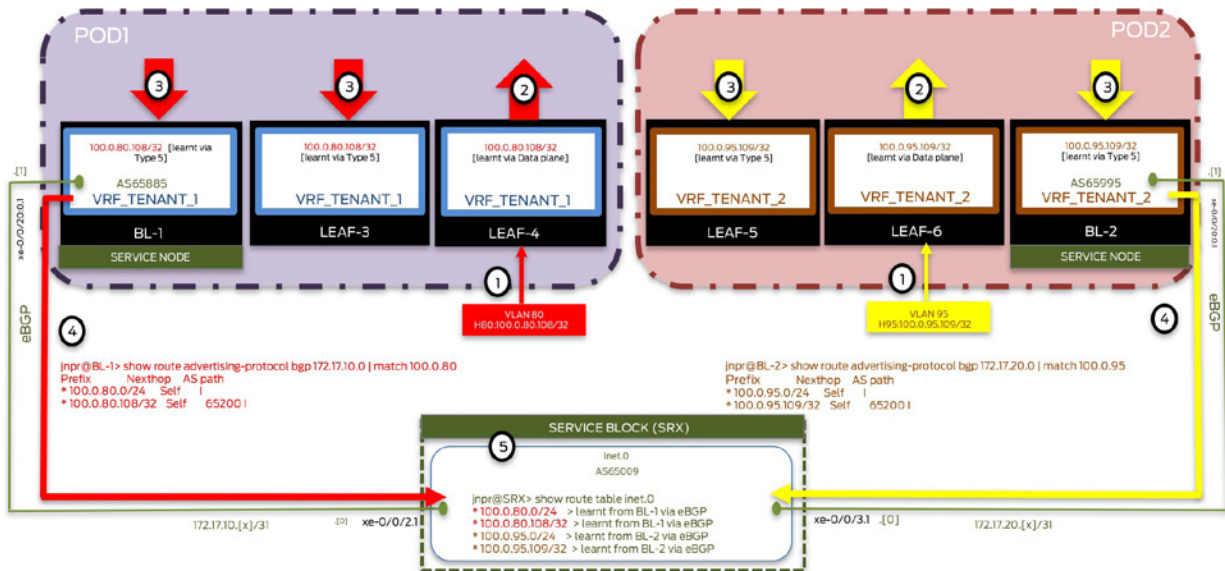 POD1
POD2
3
3
2
3
2
3
100.0.80.108/32 [learnt via
Type 5]
AS65885
VRF_TENANT_1
BL-1
SERVICE NODE
100.0.80.108/32
[learnt via Type 5]
VRF_TENANT_1
LEAF-3
100.0.80.108/32
[learnt via Data plane]
VRF_TENANT_1
LEAF-4
100.0.95.109/32
[learnt via Type 5]
VRF_TENANT_2
LEAF-5
100.0.95.109/32
[learnt via Data plane]
VRF_TENANT_2
LEAF-6
100.0.95.109/32
[learnt via Type 5]
AS65995
VRF_TENANT_2
BL-2
SERVICE NODE
.[1]
xe-0/0/20:0.1
eBGP
.[1]
xe-0/0/20:0.1
eBGP
1
VLAN 80
H80:100.0.80.108/32
1
VLAN 95
H95:100.0.95.109/32
4
4
jnpr@BL-1> show route advertising-protocol bgp 172.17.10.0 | match 100.0.80
Prefix Nexthop AS path
* 100.0.80.0/24 Self I
* 100.0.80.108/32 Self 65200 I
jnpr@BL-2> show route advertising-protocol bgp 172.17.20.0 | match 100.0.95
Prefix Nexthop AS path
* 100.0.95.0/24 Self I
* 100.0.95.109/32 Self 65200 I
SERVICE BLOCK (SRX)
5
inet.0
AS65009
jnpr@SRX> show route table inet.0
* 100.0.80.0/24 > learnt from BL-1 via eBGP
* 100.0.80.108/32 > learnt from BL-1 via eBGP
* 100.0.95.0/24 > learnt from BL-2 via eBGP
* 100.0.95.109/32 > learnt from BL-2 via eBGP
172.17.10.[x]/31
.[0] xe-0/0/2.1
xe-0/0/3.1 .[0]
172.17.20.[x]/31